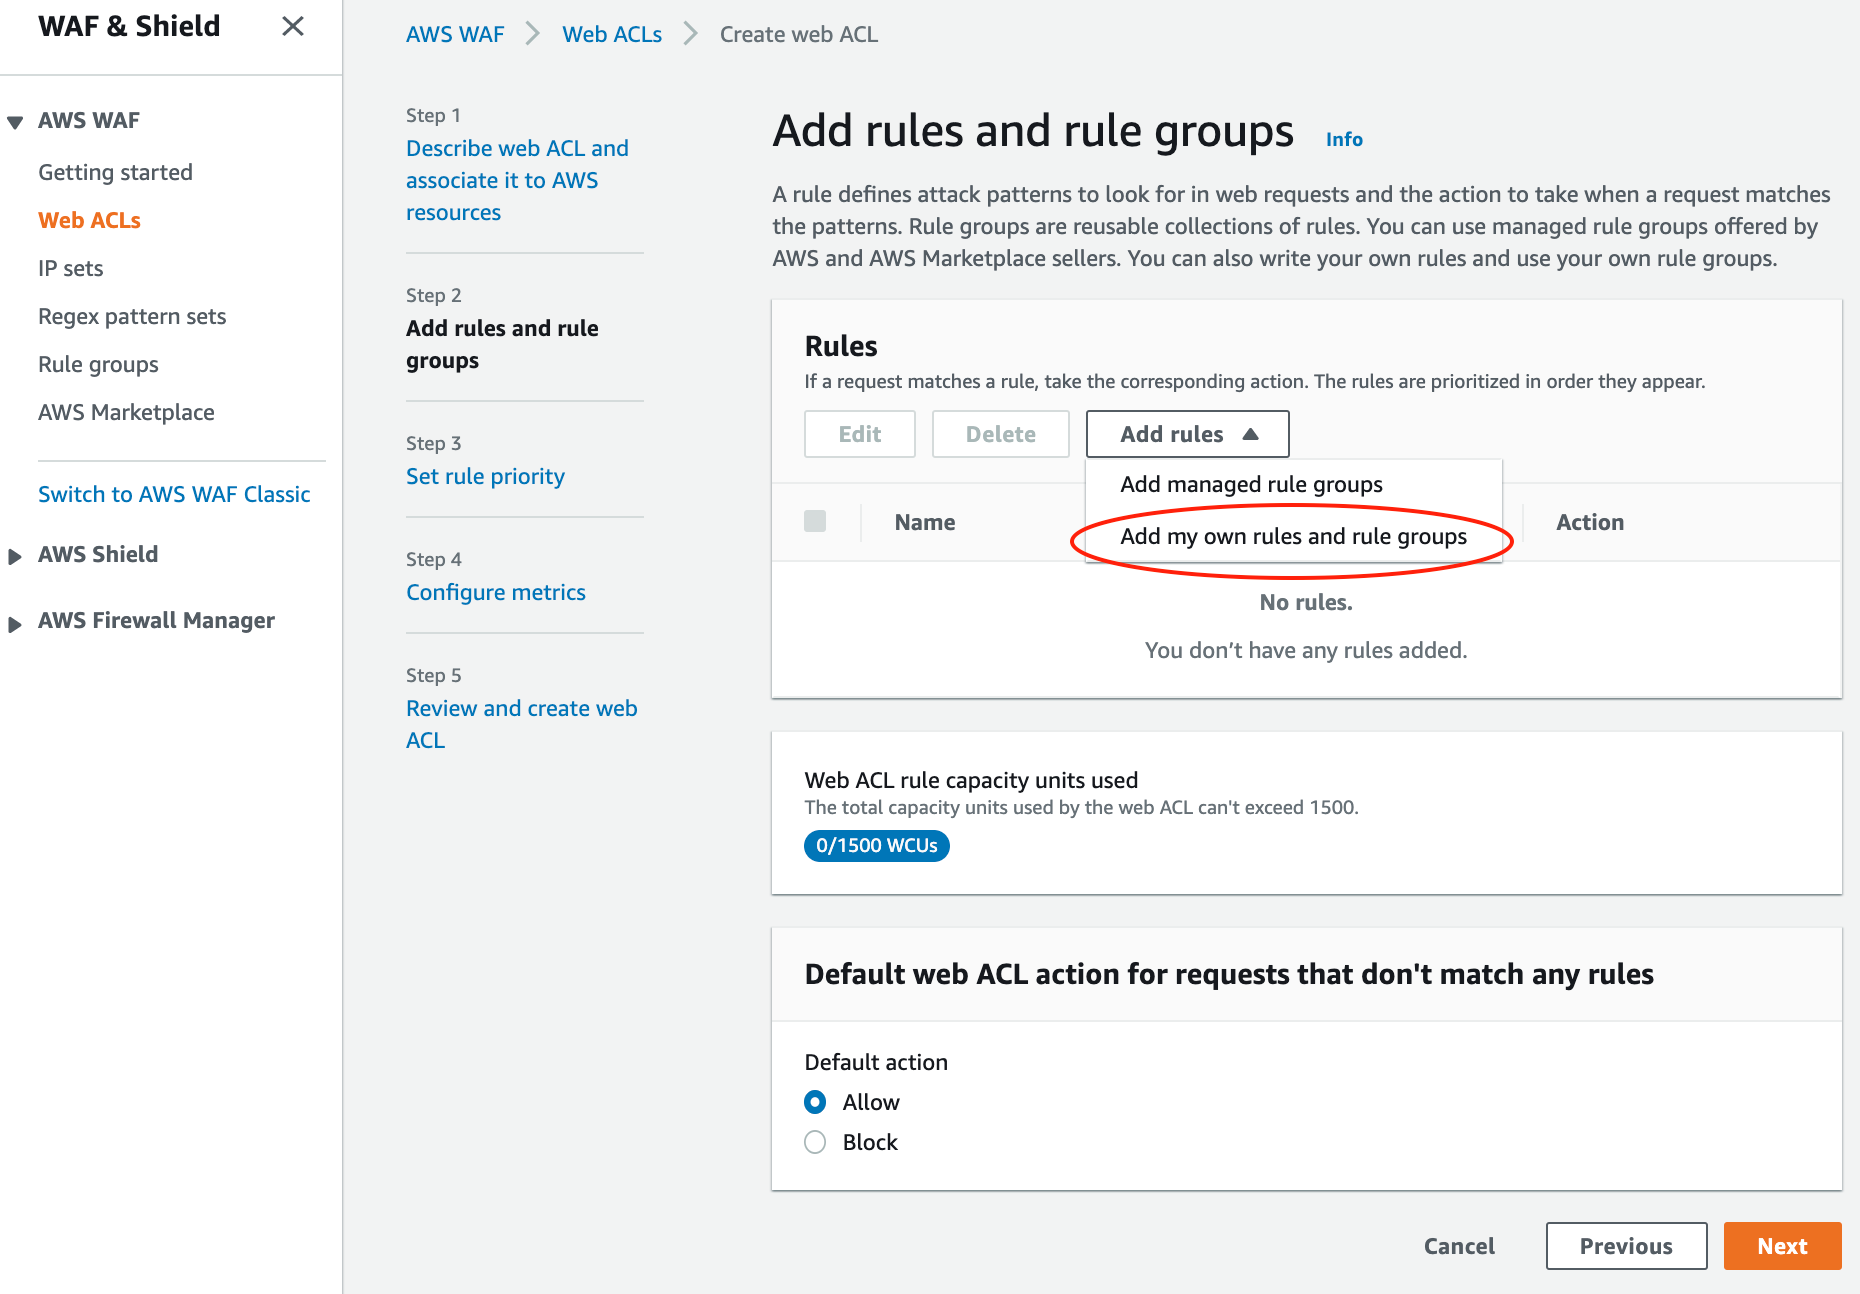 WAF & Shield
AWS WAF
Getting started
Web ACLs
IP sets
Regex pattern sets
Rule groups
AWS Marketplace
Switch to AWS WAF Classic
AWS Shield
AWS Firewall Manager
AWS WAF
Web ACLs
Create web ACL
Step 1
Describe web ACL and
associate it to AWS
resources
Step 2
Add rules and rule
groups
Step 3
Set rule priority
Step 4
Configure metrics
Step 5
Review and create web
ACL
Add rules and rule groups Info
A rule defines attack patterns to look for in web requests and the action to take when a request matches
the patterns. Rule groups are reusable collections of rules. You can use managed rule groups offered by
AWS and AWS Marketplace sellers. You can also write your own rules and use your own rule groups.
Rules
If a request matches a rule, take the corresponding action. The rules are prioritized in order they appear.
Edit
Delete
Add rules
Add managed rule groups
Add my own rules and rule groups
Name
Action
No rules.
You don’t have any rules added.
Web ACL rule capacity units used
The total capacity units used by the web ACL can't exceed 1500.
0/1500 WCUs
Default web ACL action for requests that don't match any rules
Default action
Allow
Block
Cancel
Previous
Next